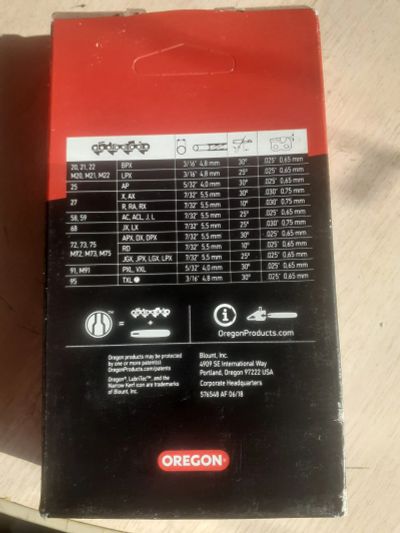 20, 21, 22 BPX 3/16" 4,8 mm 30° .025" 0,65 mm
M20, M21, M22 LPX 3/16" 4,8 mm 25° .025" 0,65 mm
25 AP 5/32" 4,0 mm 30° .025" 0,65 mm
27 X, AX 7/32" 5,5 mm 30° .030" 0,75 mm
R, RA, RX 7/32" 5,5 mm 10° .030" 0,75 mm
58, 59 AC, ACL, J, L 7/32" 5,5 mm 25° .025" 0,65 mm
68 JX, LX 7/32" 5,5 mm 25° .030" 0,75 mm
72, 73, 75 APX, DX, DPX 7/32" 5,5 mm 30° .025" 0,65 mm
M72, M73, M75 RD 7/32" 5,5 mm 10° .025" 0,65 mm
JGX, JPX, LGX, LPX 7/32" 5,5 mm 25° .025" 0,65 mm
91, M91 PXL, VXL 5/32" 4,0 mm 30° .025" 0,65 mm
95 TXL 3/16" 4,8 mm 30° .025" 0,65 mm
= +
i
OregonProducts.com
Oregon products may be protected
by one or more patent(s)
OregonProducts.com/patents
Oregon®, LubriTec™, and the
Narrow Kerf icon are trademarks
of Blount, Inc.
Blount, Inc.
4909 SE International Way
Portland, Oregon 97222 USA
Corporate Headquarters
576548 AF 06/18
OREGON®